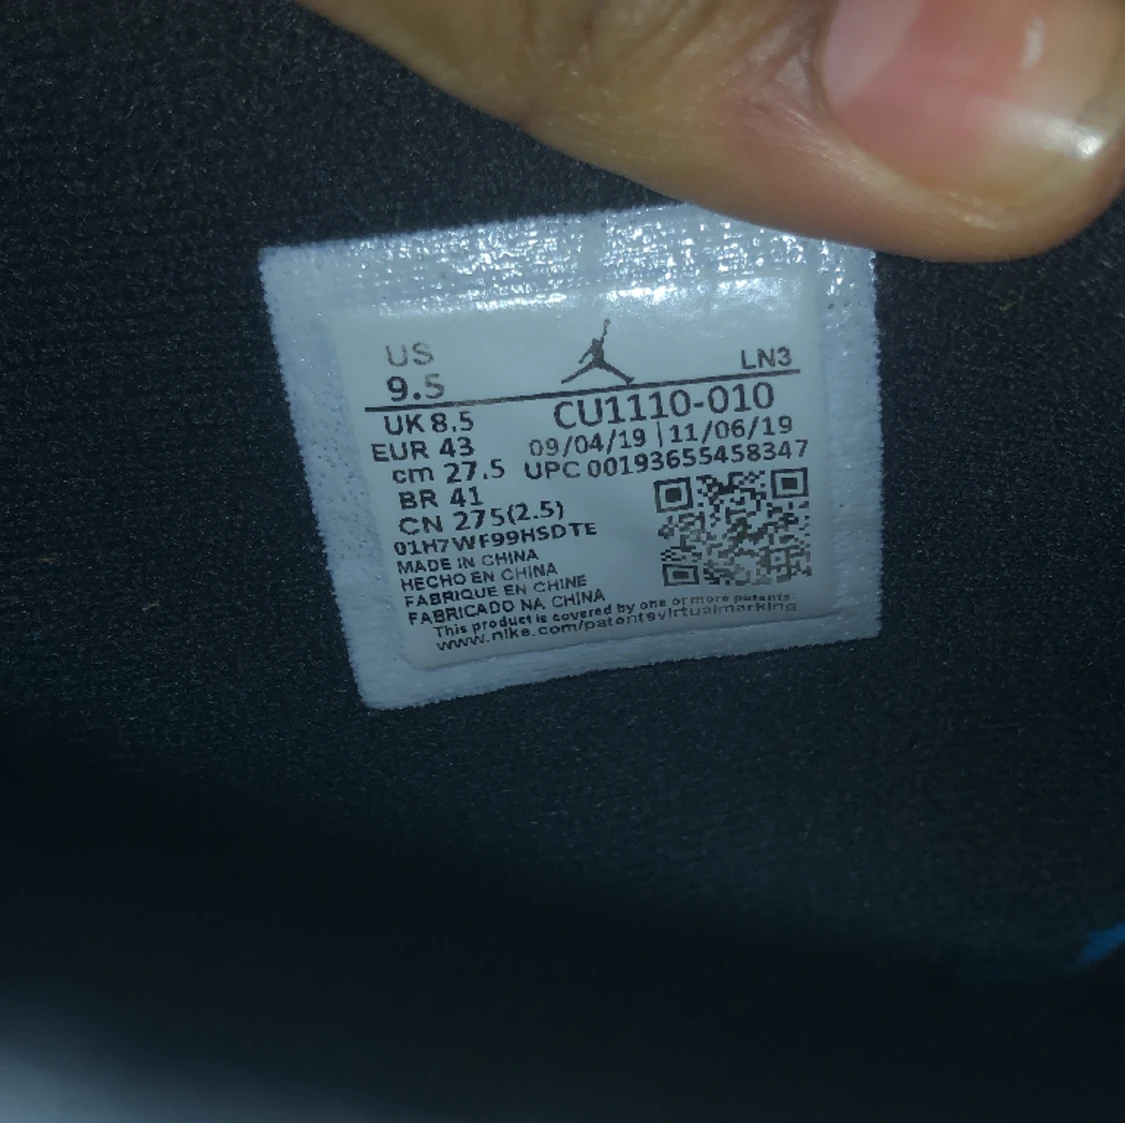 US
9.5
LN3
UK 8.5
CU1110-010
EUR 43
09/04/19 | 11/06/19
cm 27.5
UPC 00193655458347
BR 41
CN 275(2.5)
01H7WF99HSDTE
MADE IN CHINA
HECHO EN CHINA
FABRIQUE EN CHINE
FABRICADO NA CHINA
This product is covered by one or more patents.
www.nike.com/patentsvirtualmarking